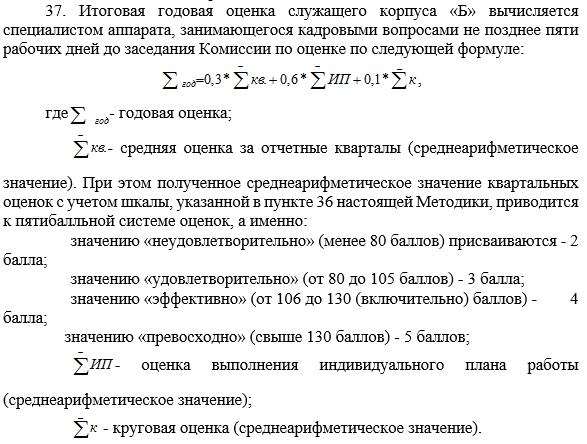 37. Итоговая годовая оценка служащего корпуса «Б» вычисляется
специалистом аппарата, занимающегося кадровыми вопросами не позднее пяти
рабочих дней до заседания Комиссии по оценке по следующей формуле:
∑ год=0,3* ∑̄ кв. + 0,6* ∑̄ ИП + 0,1* ∑̄ к,
где ∑ год- годовая оценка;
∑̄ кв.- средняя оценка за отчетные кварталы (среднеарифметическое
значение). При этом полученное среднеарифметическое значение квартальных
оценок с учетом шкалы, указанной в пункте 36 настоящей Методики, приводится
к пятибалльной системе оценок, а именно:
значению «неудовлетворительно» (менее 80 баллов) присваиваются - 2
балла;
значению «удовлетворительно» (от 80 до 105 баллов) - 3 балла;
значению «эффективно» (от 106 до 130 (включительно) баллов) - 4
балла;
значению «превосходно» (свыше 130 баллов) - 5 баллов;
∑̄ ИП - оценка выполнения индивидуального плана работы
(среднеарифметическое значение);
∑̄ к - круговая оценка (среднеарифметическое значение).